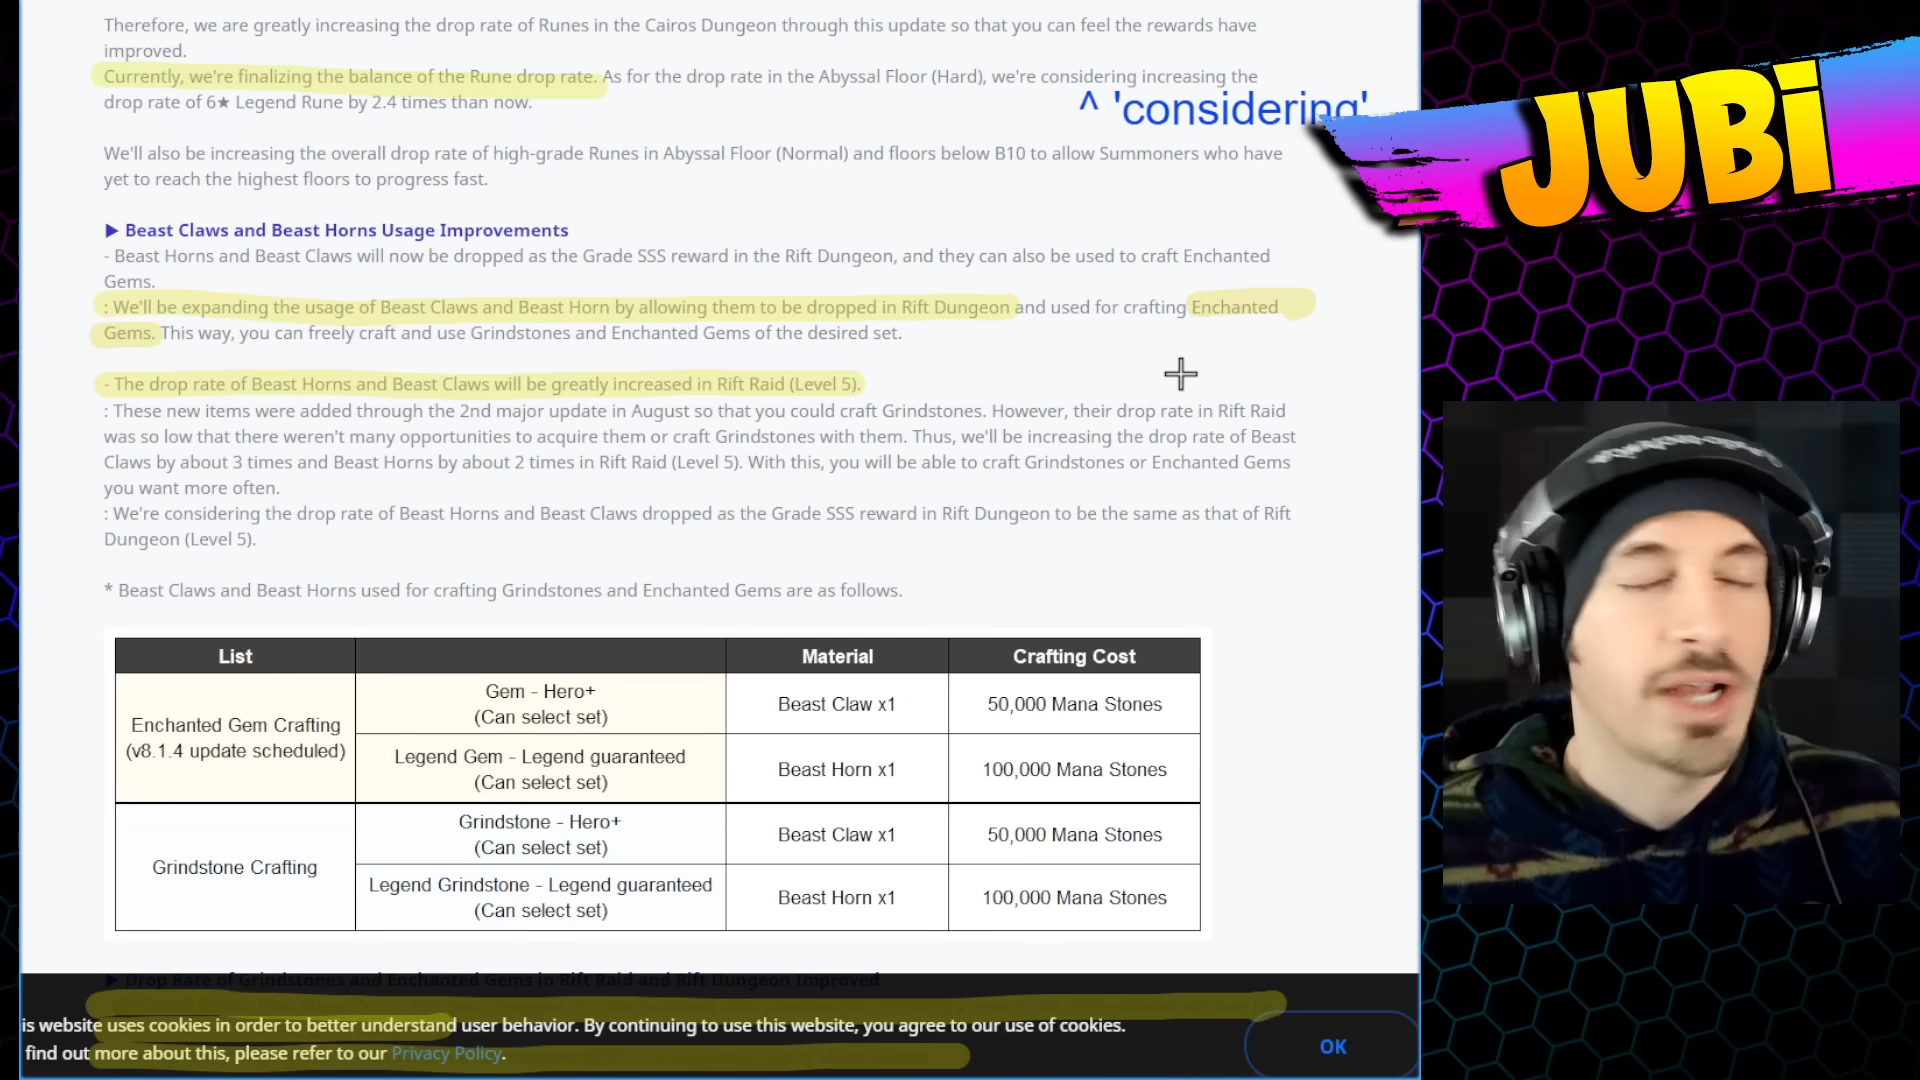 Therefore, we are greatly increasing the drop rate of Runes in the Cairos Dungeon through this update so that you can feel the rewards have
improved.
Currently, we're finalizing the balance of the Rune drop rate. As for the drop rate in the Abyssal Floor (Hard), we're considering increasing the
drop rate of 6★ Legend Rune by 2.4 times than now.
^ 'considering'
JUBi
We'll also be increasing the overall drop rate of high-grade Runes in Abyssal Floor (Normal) and floors below B10 to allow Summoners who have
yet to reach the highest floors to progress fast.
▶ Beast Claws and Beast Horns Usage Improvements
- Beast Horns and Beast Claws will now be dropped as the Grade SSS reward in the Rift Dungeon, and they can also be used to craft Enchanted
Gems.
: We'll be expanding the usage of Beast Claws and Beast Horn by allowing them to be dropped in Rift Dungeon and used for crafting Enchanted
Gems. This way, you can freely craft and use Grindstones and Enchanted Gems of the desired set.
- The drop rate of Beast Horns and Beast Claws will be greatly increased in Rift Raid (Level 5).
: These new items were added through the 2nd major update in August so that you could craft Grindstones. However, their drop rate in Rift Raid
was so low that there weren't many opportunities to acquire them or craft Grindstones with them. Thus, we'll be increasing the drop rate of Beast
Claws by about 3 times and Beast Horns by about 2 times in Rift Raid (Level 5). With this, you will be able to craft Grindstones or Enchanted Gems
you want more often.
: We're considering the drop rate of Beast Horns and Beast Claws dropped as the Grade SSS reward in Rift Dungeon to be the same as that of Rift
Dungeon (Level 5).
* Beast Claws and Beast Horns used for crafting Grindstones and Enchanted Gems are as follows.
List Material Crafting Cost
Enchanted Gem Crafting
(v8.1.4 update scheduled)
Gem - Hero+
(Can select set)
Beast Claw x1
50,000 Mana Stones
Legend Gem - Legend guaranteed
(Can select set)
Beast Horn x1
100,000 Mana Stones
Grindstone Crafting
Grindstone - Hero+
(Can select set)
Beast Claw x1
50,000 Mana Stones
Legend Grindstone - Legend guaranteed
(Can select set)
Beast Horn x1
100,000 Mana Stones
▶ Drop Rate of Grindstones and Enchanted Gems in Rift Raid and Rift Dungeon Improved
is website uses cookies in order to better understand user behavior. By continuing to use this website, you agree to our use of cookies.
find out more about this, please refer to our Privacy Policy.
OK